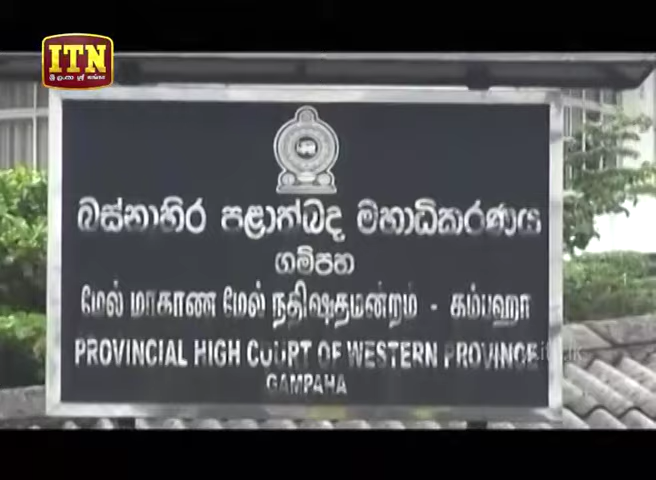 ITN
බස්නාහිර පළාත්බද මහාධිකරණය
ගම්පහ
மேல் மாகாண மேல் நீதிமன்றம் - கம்பஹா
PROVINCIAL HIGH COURT OF WESTERN PROVINCE
GAMPAHA